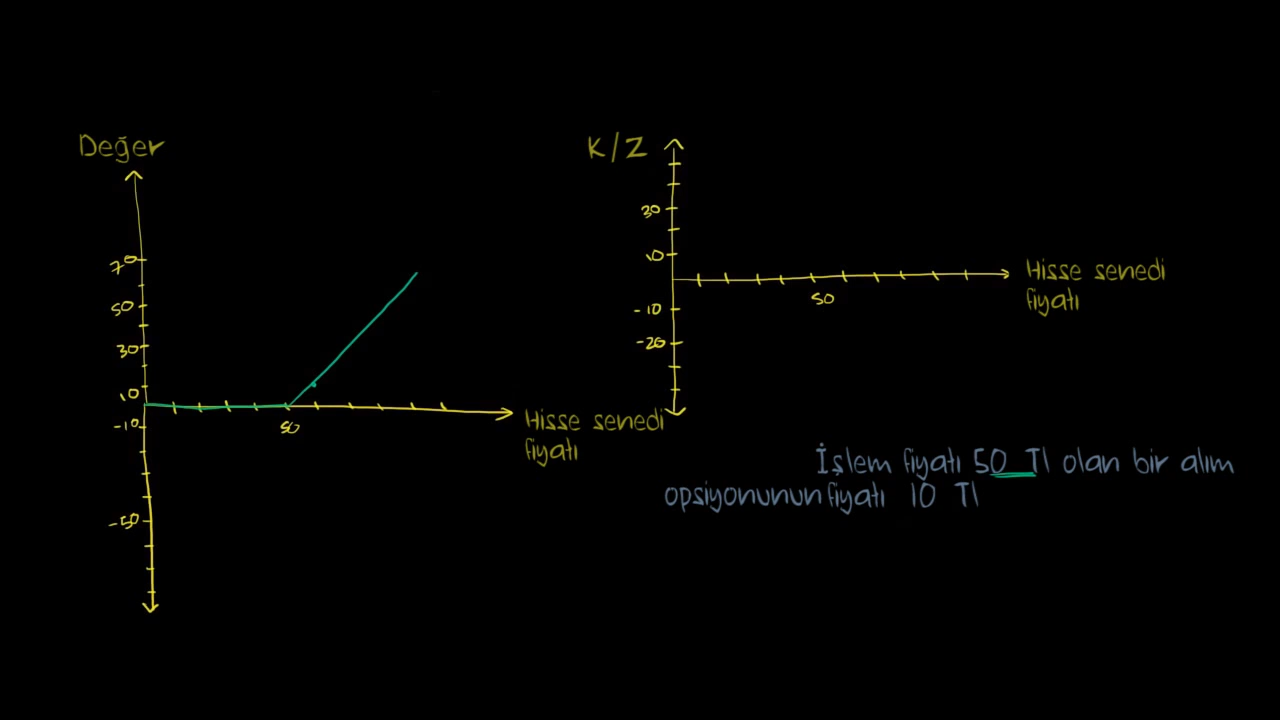 Değer
70
50
30
10
-10
-50
50
Hisse senedi
fiyatı
K/Z
30
10
-10
-20
50
Hisse senedi
fiyatı
İşlem fiyatı 50 Tl olan bir alım
opsiyonunun fiyatı 10 Tl